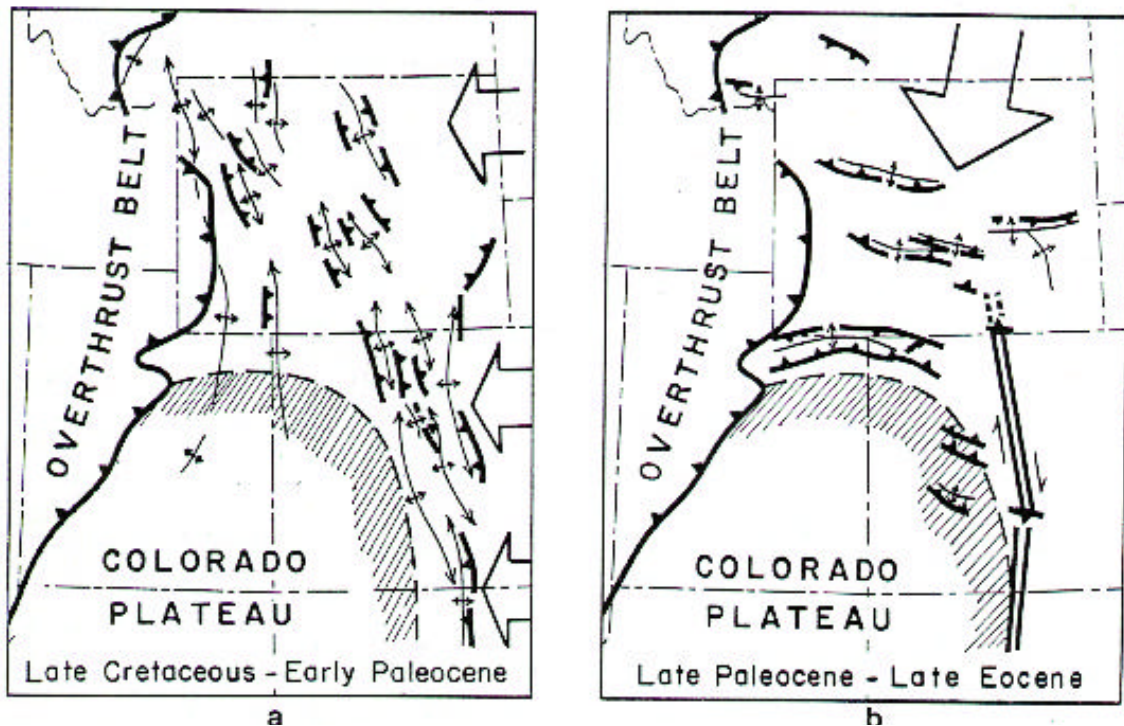 OVERTHRUST BELT
COLORADO
PLATEAU
Late Cretaceous - Early Paleocene
a
OVERTHRUST BELT
COLORADO
PLATEAU
Late Paleocene - Late Eocene
b